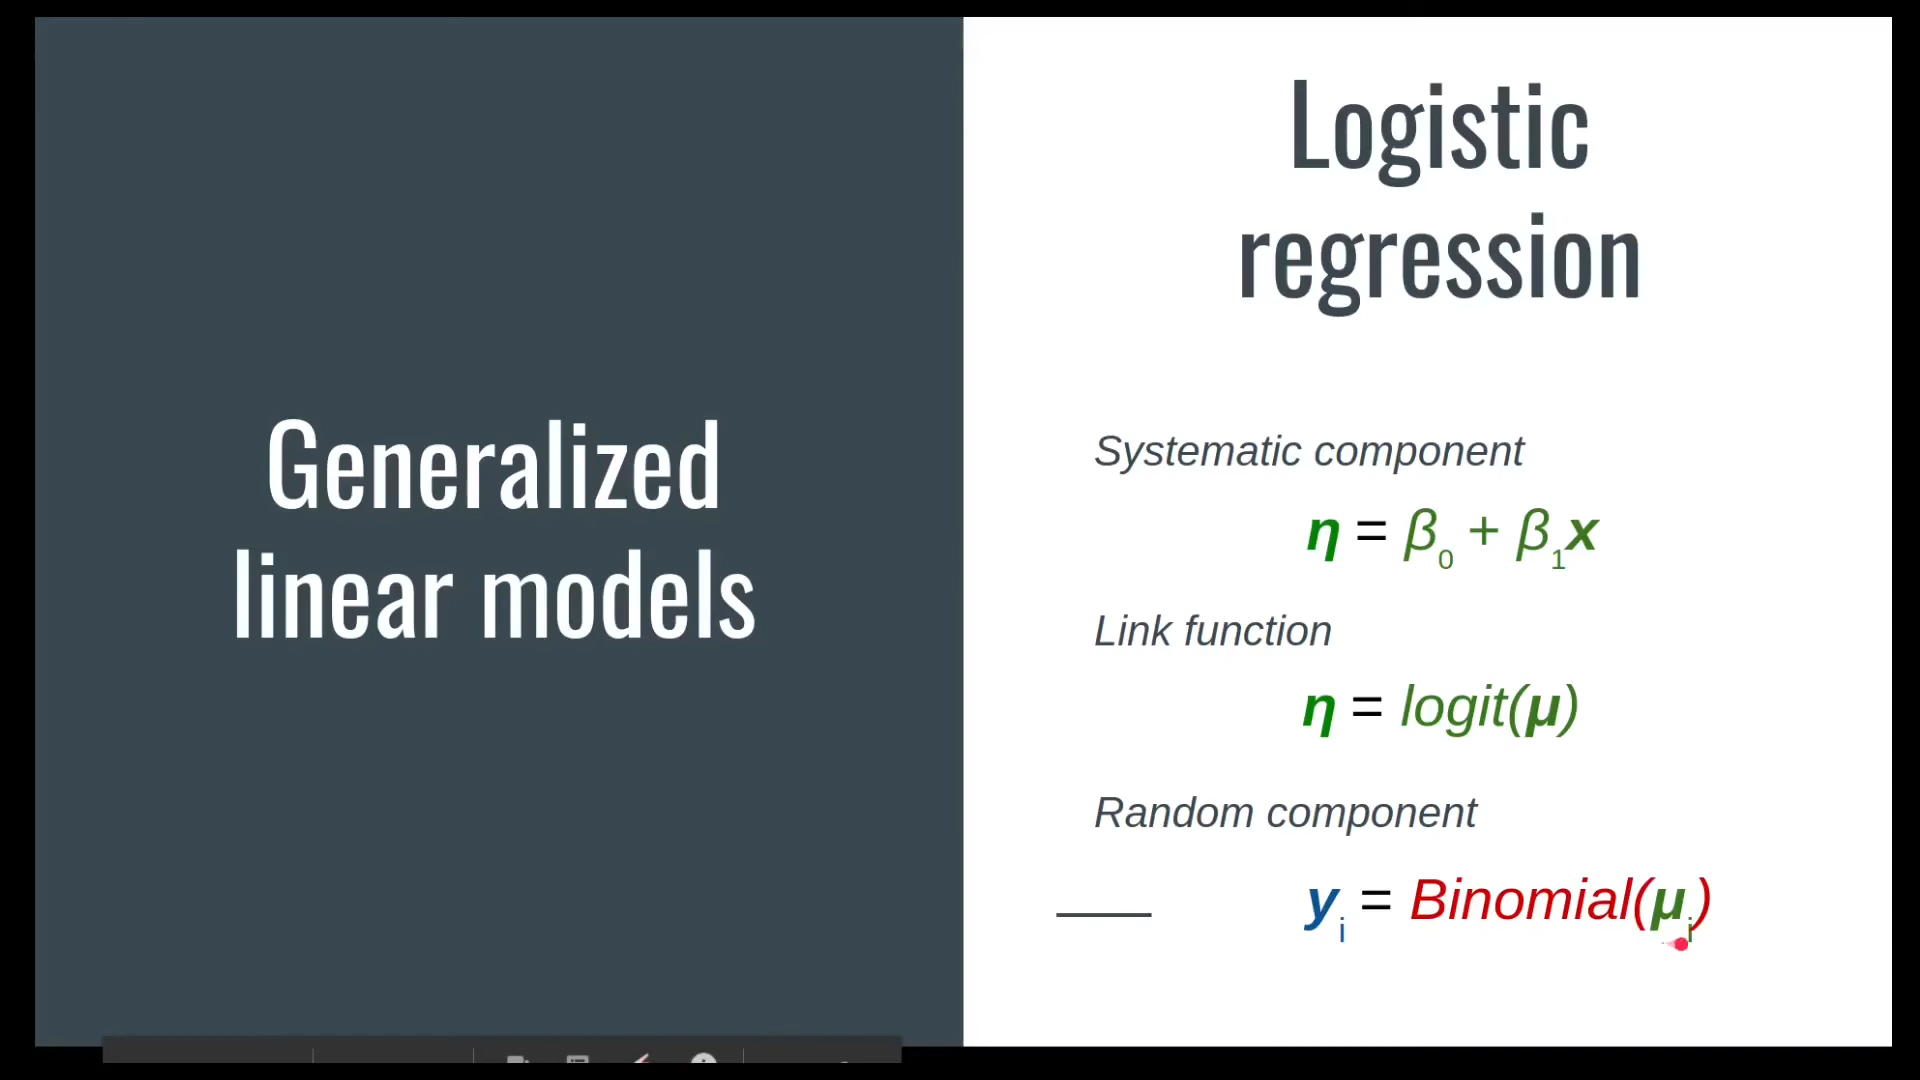 Generalized
linear models
Logistic
regression
Systematic component
η = β₀ + β₁x
Link function
η = logit(μ)
Random component
yᵢ = Binomial(μᵢ)